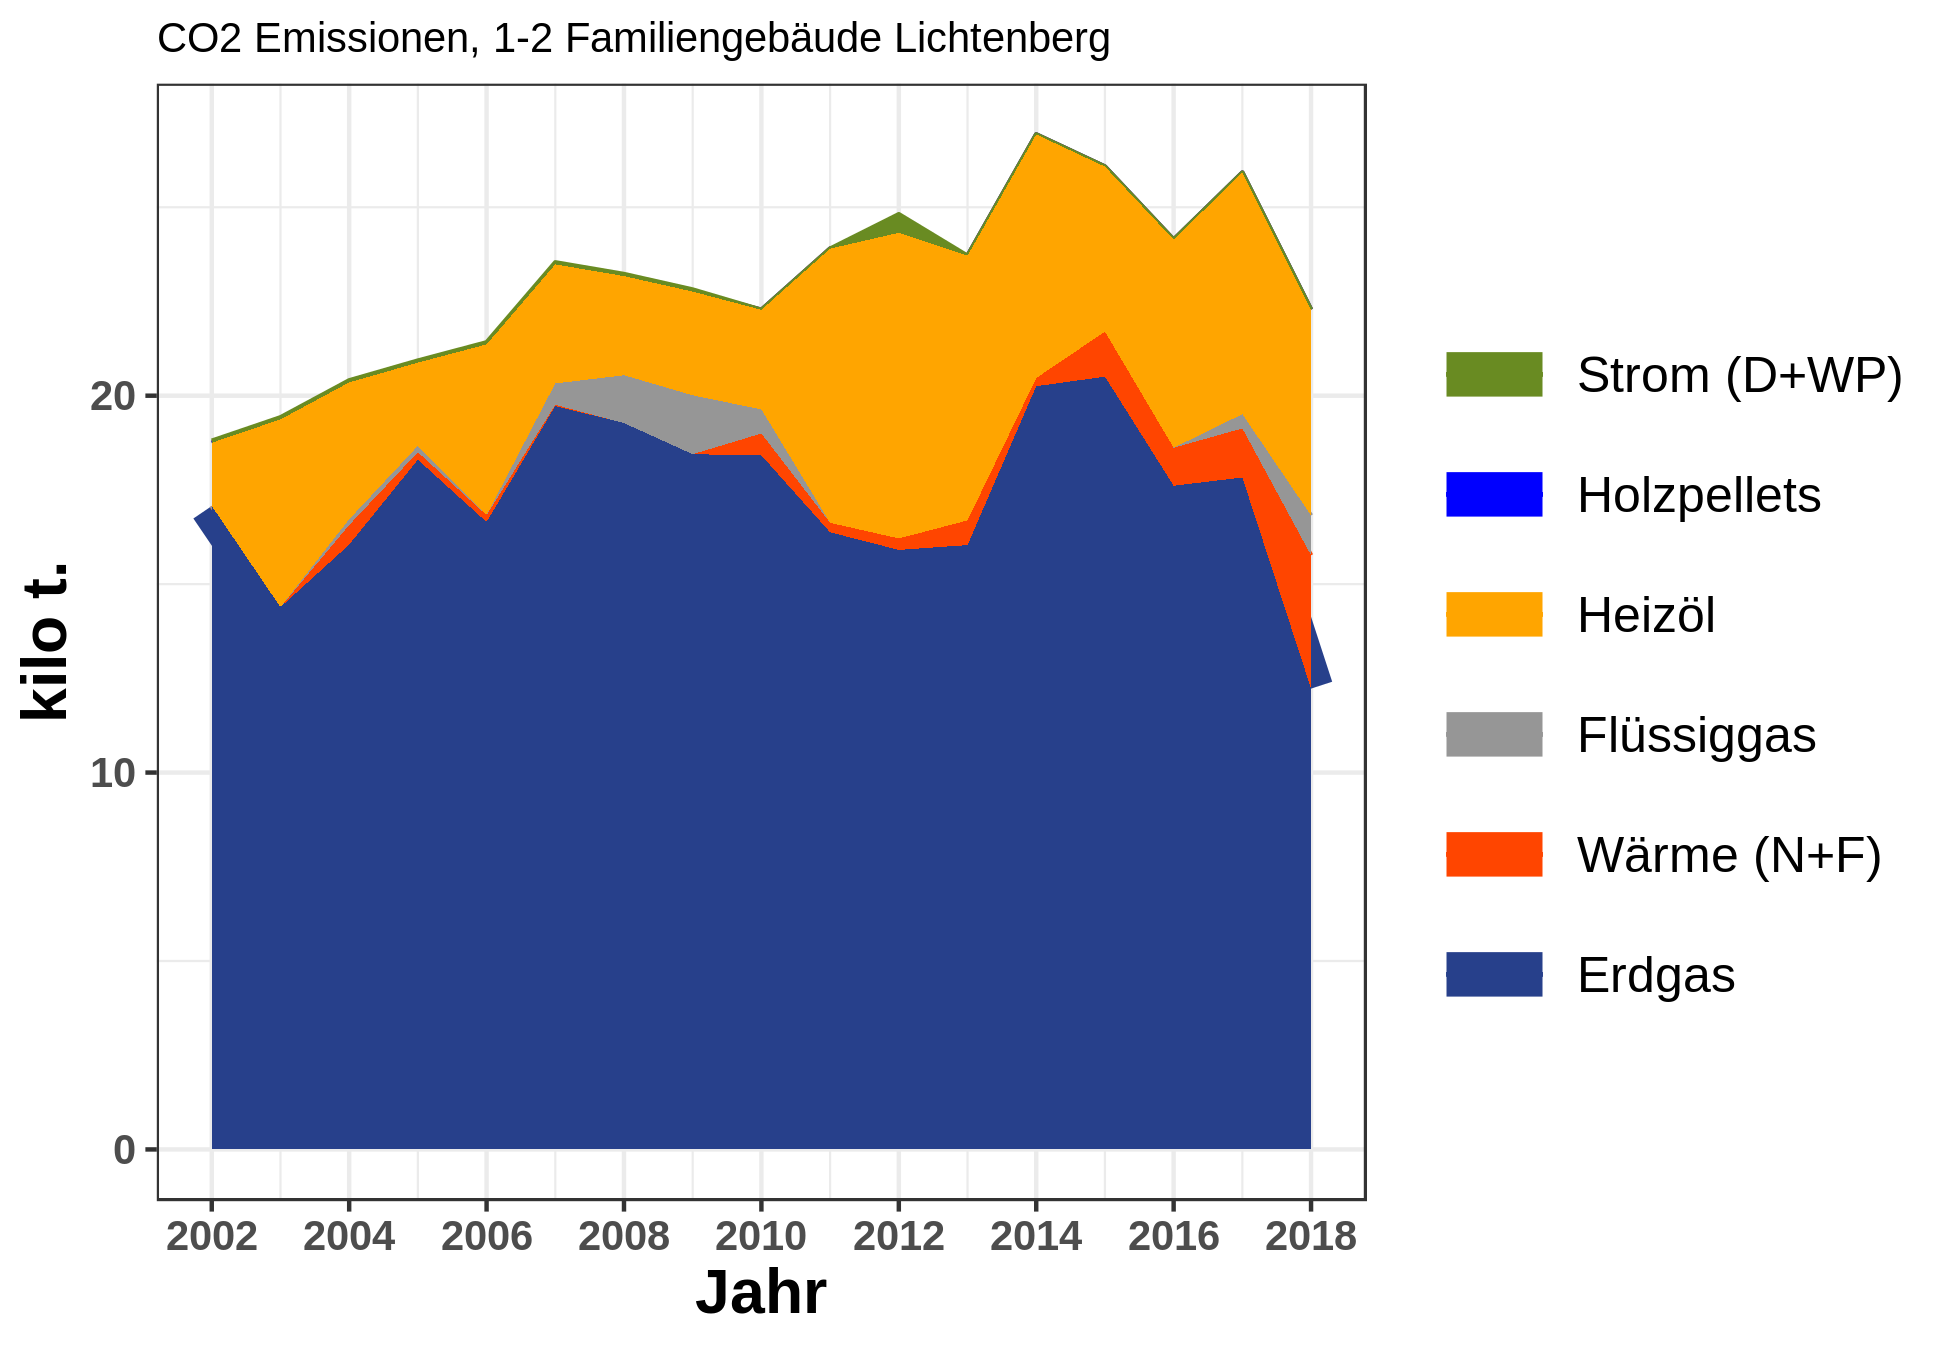 CO2 Emissionen, 1-2 Familiengebäude Lichtenberg
kilo t.
20
10
0
2002 2004 2006 2008 2010 2012 2014 2016 2018
Jahr
Strom (D+WP)
Holzpellets
Heizöl
Flüssiggas
Wärme (N+F)
Erdgas